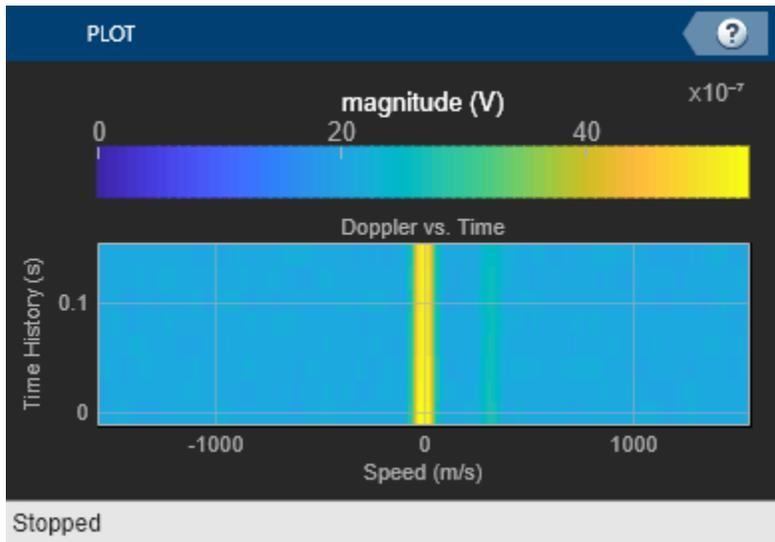 PLOT
?
magnitude (V)
x10⁻⁷
0 20 40
Doppler vs. Time
Time History (s)
0.1
0
-1000 0 1000
Speed (m/s)
Stopped